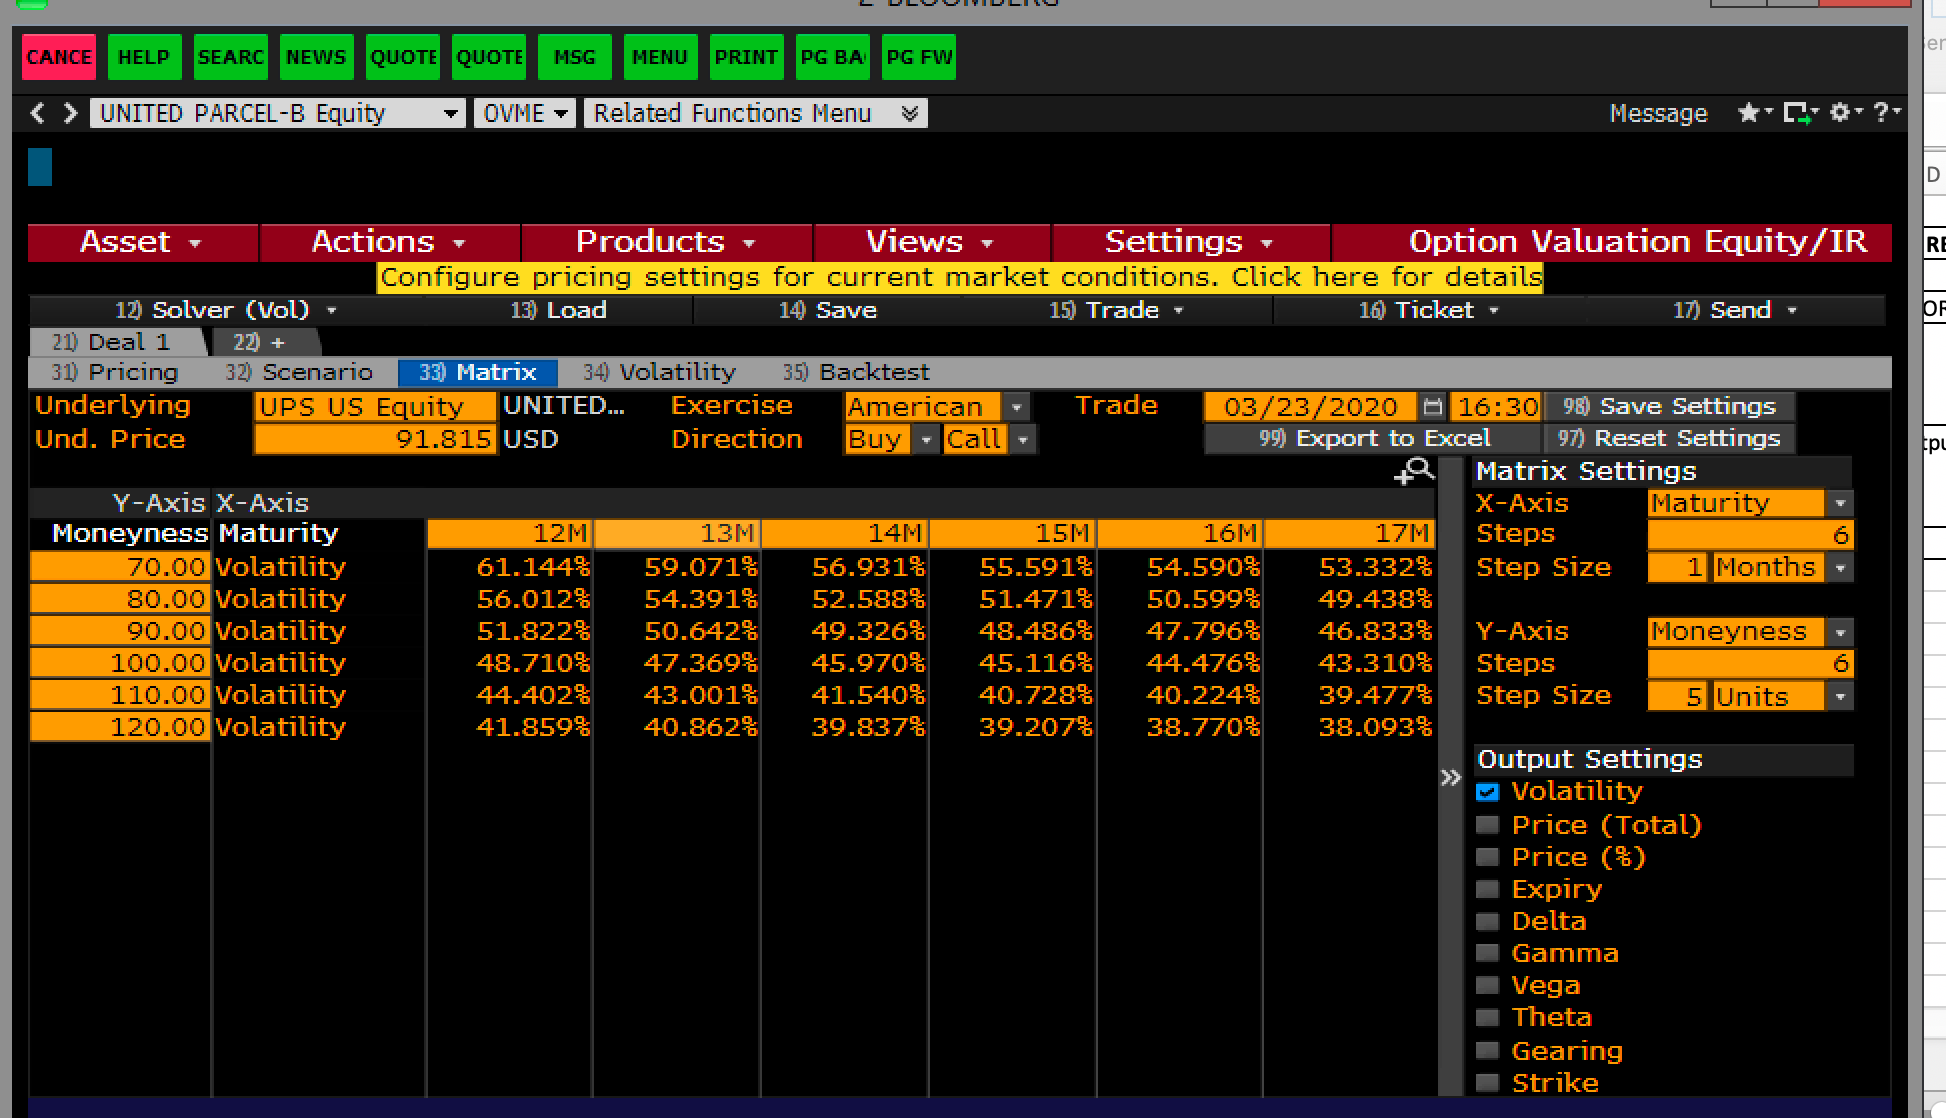 CANCE HELP SEARC NEWS QUOTE QUOTE MSG MENU PRINT PG BA PG FW
UNITED PARCEL-B Equity OVME Related Functions Menu Message ?
Asset Actions Products Views Settings Option Valuation Equity/IR
Configure pricing settings for current market conditions. Click here for details
12) Solver (Vol) 13) Load 14) Save 15) Trade 16) Ticket 17) Send
21) Deal 1 22) +
31) Pricing 32) Scenario 33) Matrix 34) Volatility 35) Backtest
Underlying UPS US Equity UNITED... Exercise American Trade 03/23/2020 16:30 98) Save Settings
Und. Price 91.815 USD Direction Buy Call 99) Export to Excel 97) Reset Settings
Matrix Settings
Y-Axis X-Axis X-Axis Maturity
Moneyness Maturity 12M 13M 14M 15M 16M 17M Steps 6
70.00 Volatility 61.144% 59.071% 56.931% 55.591% 54.590% 53.332% Step Size 1 Months
80.00 Volatility 56.012% 54.391% 52.588% 51.471% 50.599% 49.438%
90.00 Volatility 51.822% 50.642% 49.326% 48.486% 47.796% 46.833% Y-Axis Moneyness
100.00 Volatility 48.710% 47.369% 45.970% 45.116% 44.476% 43.310% Steps 6
110.00 Volatility 44.402% 43.001% 41.540% 40.728% 40.224% 39.477% Step Size 5 Units
120.00 Volatility 41.859% 40.862% 39.837% 39.207% 38.770% 38.093%
Output Settings
Volatility
Price (Total)
Price (%)
Expiry
Delta
Gamma
Vega
Theta
Gearing
Strike